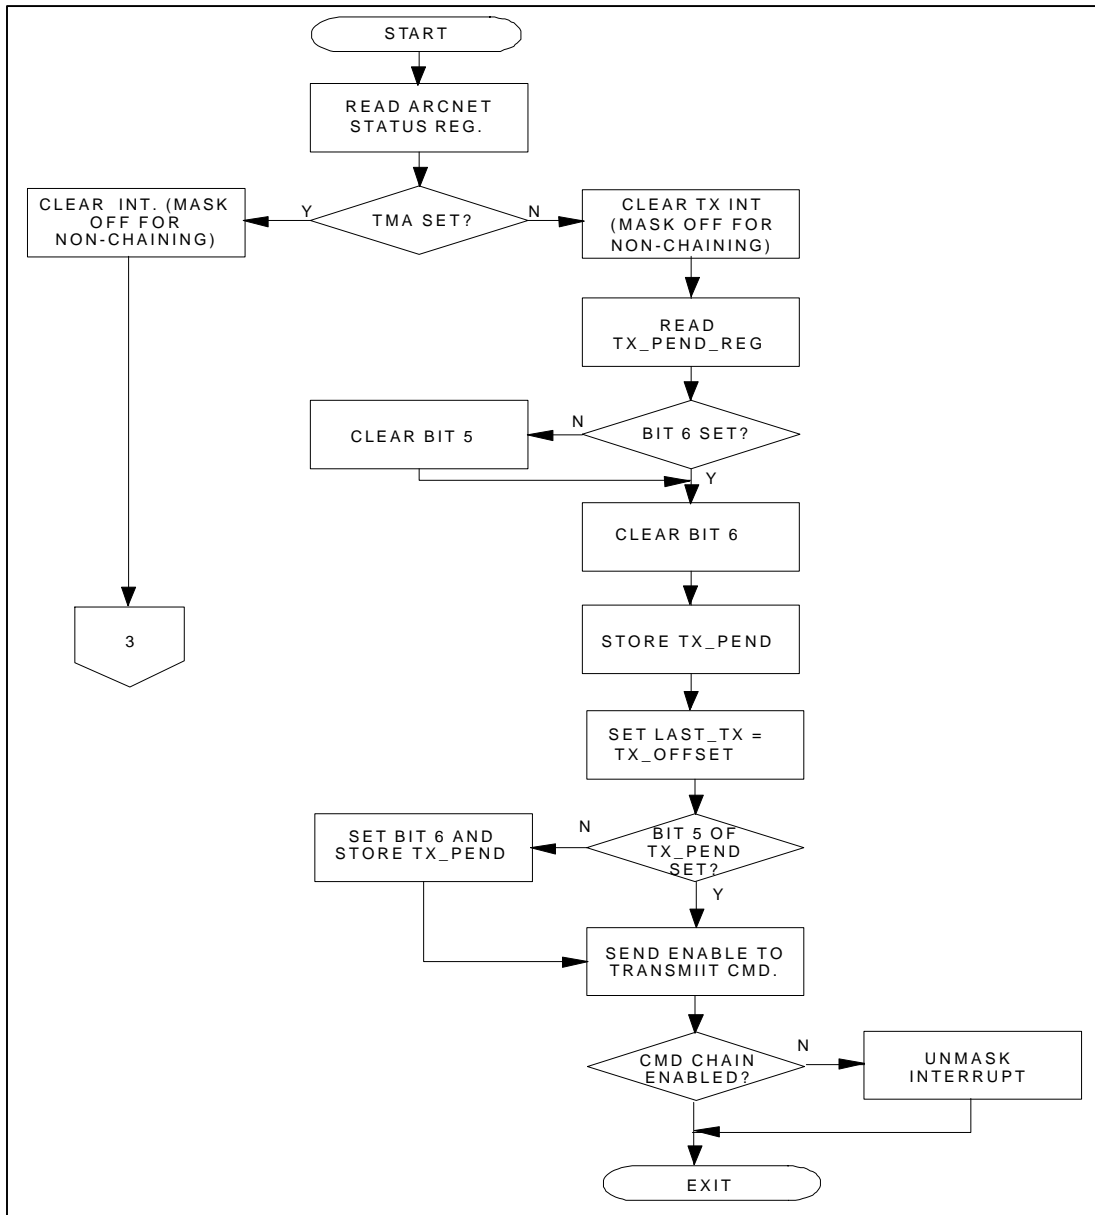 START
READ ARCNET
STATUS REG.
TMA SET?
Y
N
CLEAR INT. (MASK
OFF FOR
NON-CHAINING)
CLEAR TX INT
(MASK OFF FOR
NON-CHAINING)
READ
TX_PEND_REG
BIT 6 SET?
N
Y
CLEAR BIT 5
CLEAR BIT 6
3
STORE TX_PEND
SET LAST_TX =
TX_OFFSET
BIT 5 OF
TX_PEND
SET?
N
Y
SET BIT 6 AND
STORE TX_PEND
SEND ENABLE TO
TRANSMIIT CMD.
CMD CHAIN
ENABLED?
N
UNMASK
INTERRUPT
EXIT